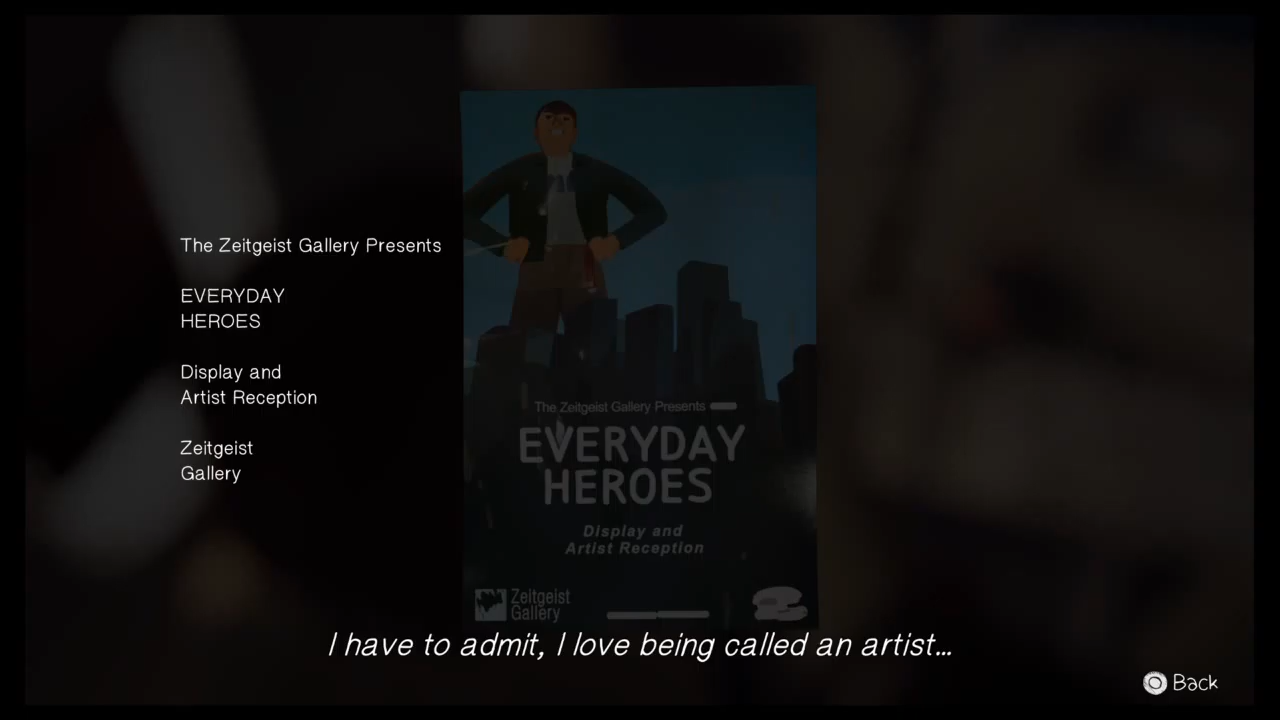 The Zeitgeist Gallery Presents
EVERYDAY
HEROES
Display and
Artist Reception
Zeitgeist
Gallery
The Zeitgeist Gallery Presents
EVERYDAY
HEROES
Display and
Artist Reception
Zeitgeist
Gallery
I have to admit, I love being called an artist...
Back